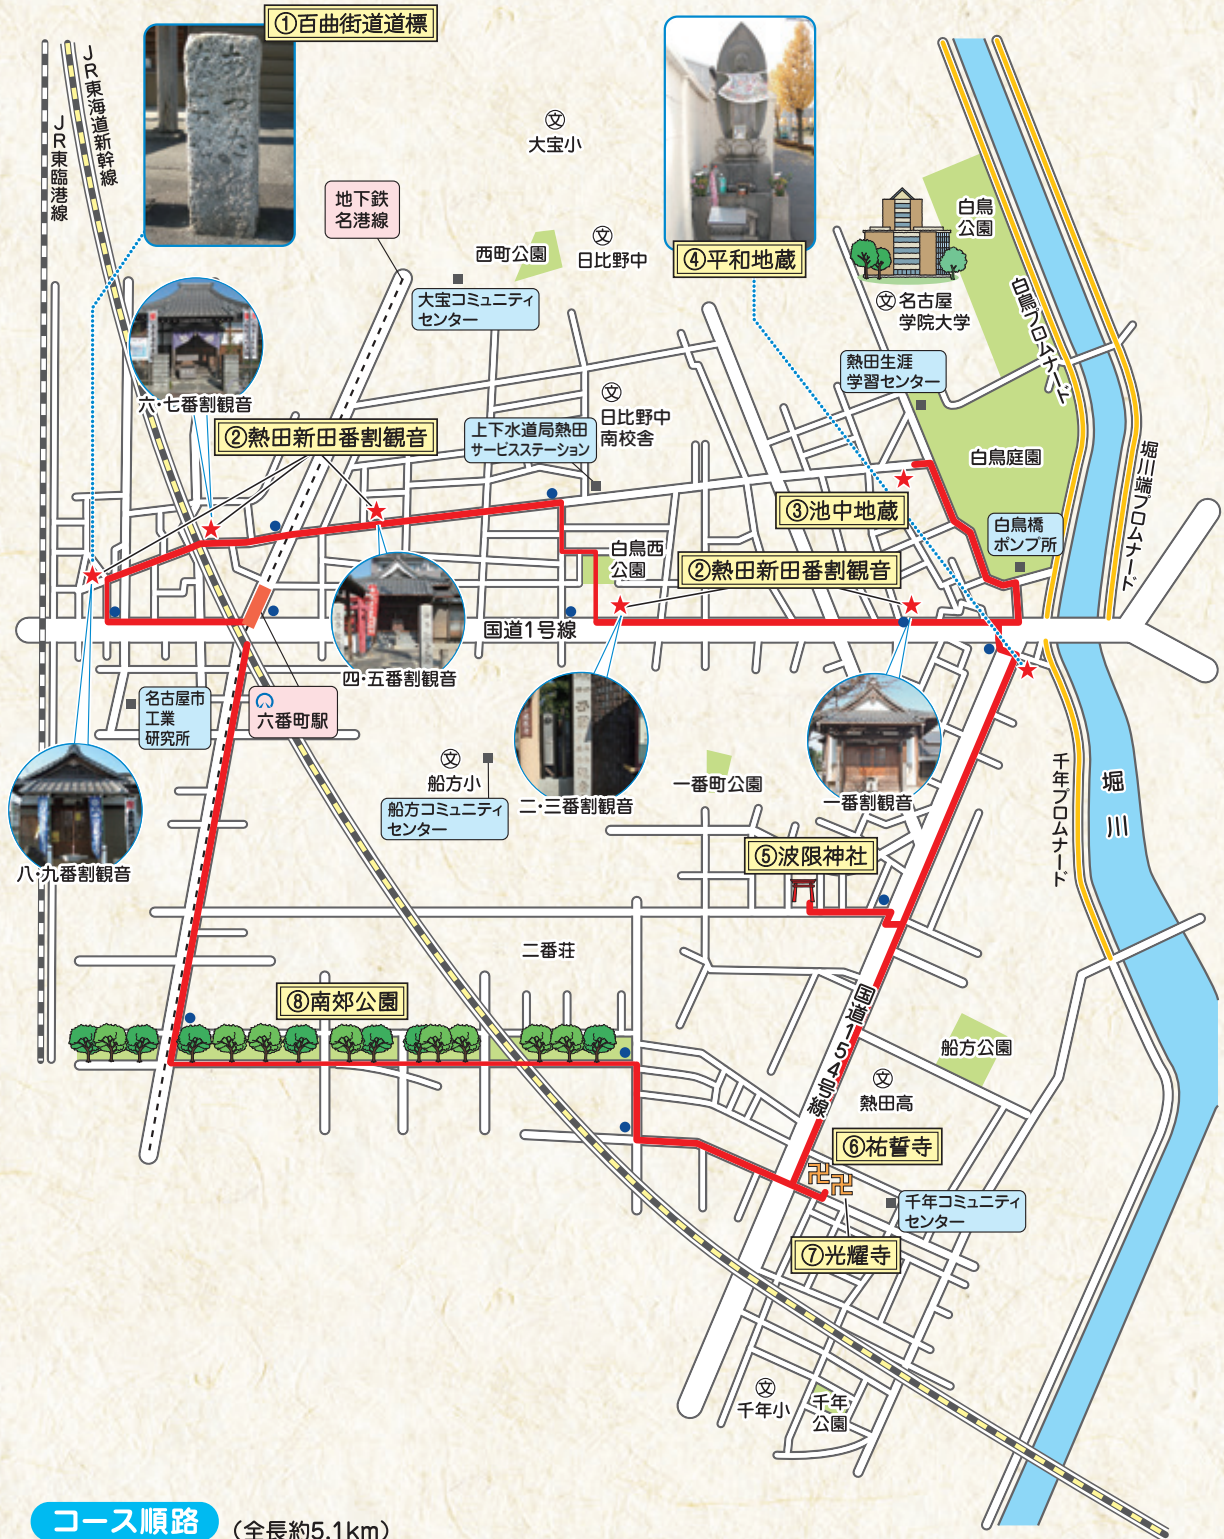 ①百曲街道道標
JR東海道新幹線
JR東臨港線
大宝小
地下鉄
名港線
西町公園
日比野中
大宝コミュニティ
センター
④平和地蔵
白鳥
公園
名古屋
学院大学
白鳥プロムナード
熱田生涯
学習センター
六・七番割観音
②熱田新田番割観音
上下水道局熱田
サービスステーション
日比野中
南校舎
白鳥庭園
堀川端プロムナード
③池中地蔵
白鳥橋
ポンプ所
白鳥西
公園
②熱田新田番割観音
国道1号線
四・五番割観音
名古屋市
工業
研究所
六番町駅
船方小
船方コミュニティ
センター
二・三番割観音
一番町公園
一番割観音
千年プロムナード
堀川
八・九番割観音
⑤波限神社
二番荘
⑧南郊公園
国道154号線
船方公園
熱田高
⑥祐誓寺
千年コミュニティ
センター
⑦光耀寺
千年小
千年
公園
コース順路 (全長約5.1km)
文
文
文
文
文
文
文